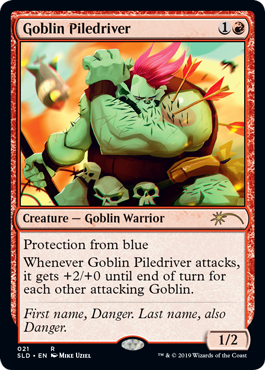 Goblin Piledriver 1
Creature — Goblin Warrior
Protection from blue
Whenever Goblin Piledriver attacks,
it gets +2/+0 until end of turn for
each other attacking Goblin.
First name, Danger. Last name, also
Danger.
1/2
021 R
SLD • EN Mike Uziel
™ & © 2019 Wizards of the Coast